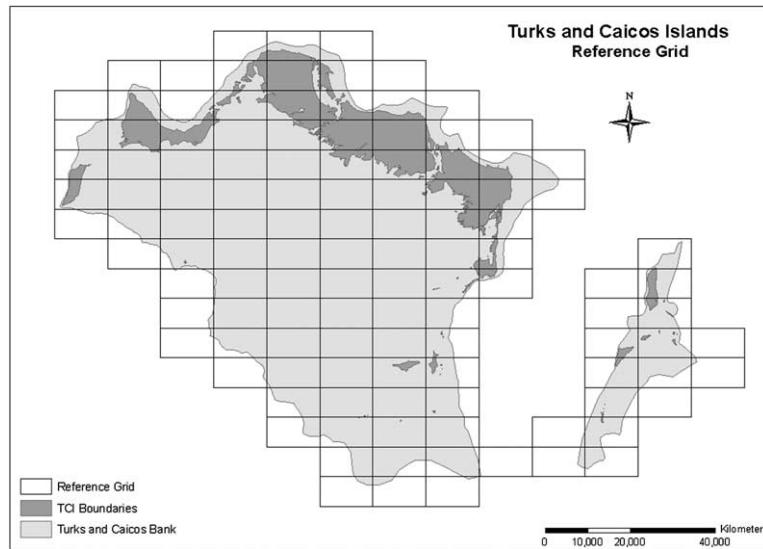 Turks and Caicos Islands
Reference Grid
N
Reference Grid
TCI Boundaries
Turks and Caicos Bank
Kilometer
0 10,000 20,000 40,000